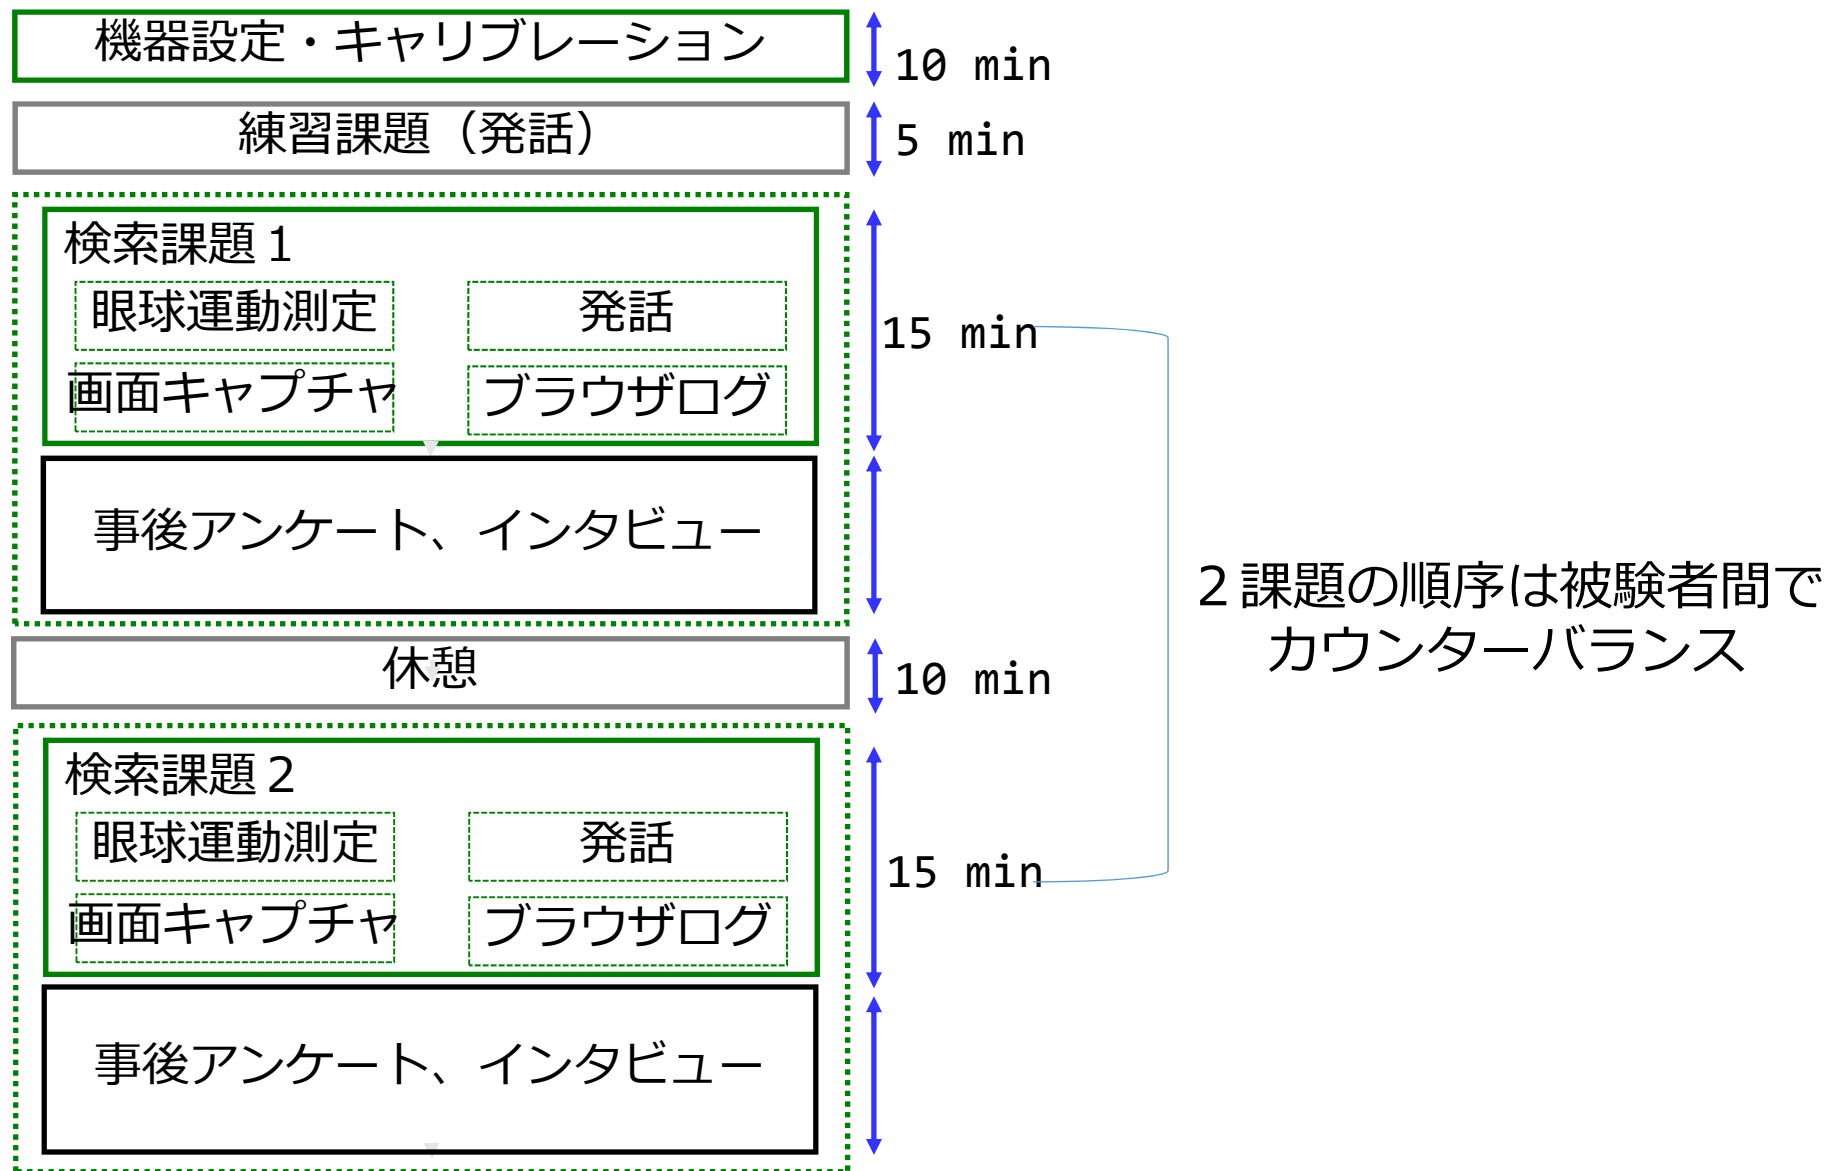 機器設定・キャリブレーション
10 min
練習課題（発話）
5 min
検索課題１
眼球運動測定
発話
15 min
画面キャプチャ
ブラウザログ
事後アンケート、インタビュー
２課題の順序は被験者間で
カウンターバランス
休憩
10 min
検索課題２
眼球運動測定
発話
15 min
画面キャプチャ
ブラウザログ
事後アンケート、インタビュー